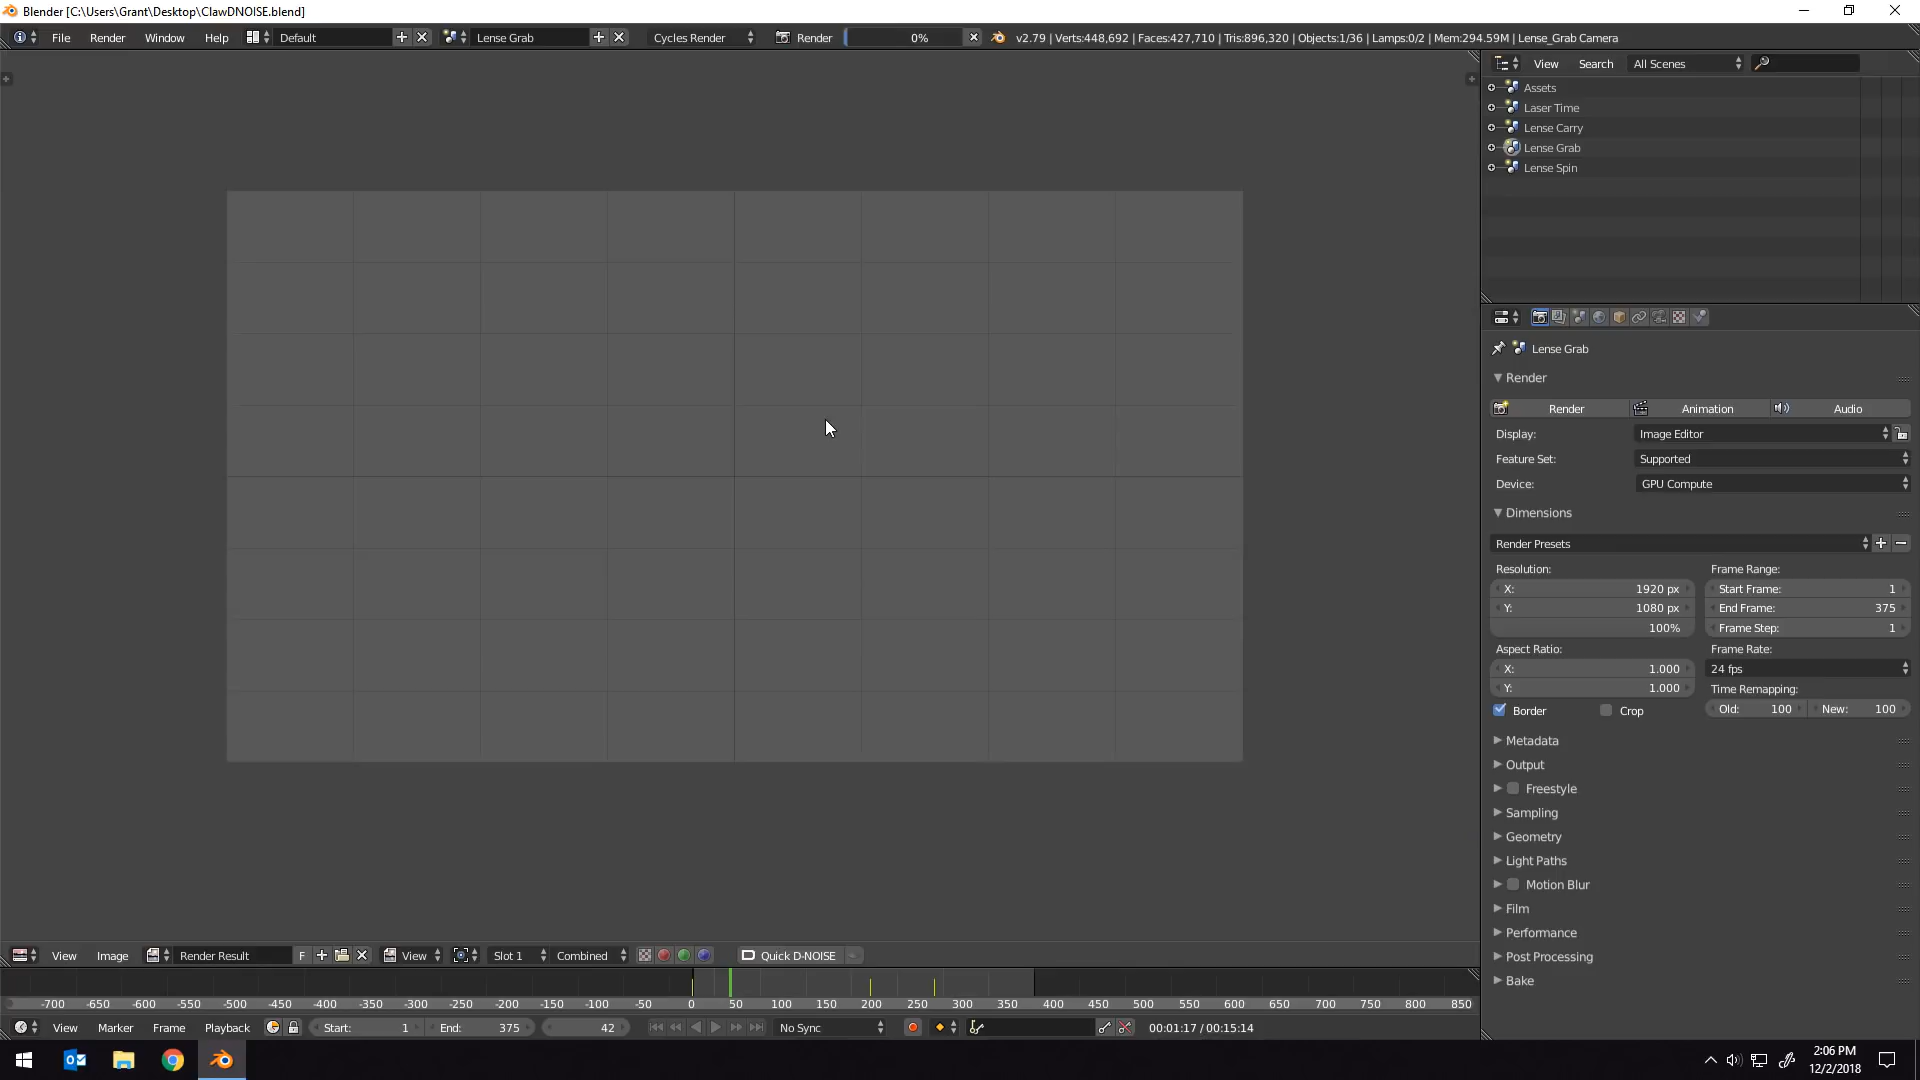 Blender [C:\Users\Grant\Desktop\ClawDNOISE.blend]
File Render Window Help Default Lense Grab Cycles Render Render 0% v2.79 | Verts:448,692 | Faces:427,710 | Tris:896,320 | Objects:1/36 | Lamps:0/2 | Mem:294.59M | Lense_Grab Camera
View Search All Scenes
Assets
Laser Time
Lense Carry
Lense Grab
Lense Spin
Lense Grab
Render
Render Animation Audio
Display: Image Editor
Feature Set: Supported
Device: GPU Compute
Dimensions
Render Presets
Resolution: Frame Range:
X: 1920 px Start Frame: 1
Y: 1080 px End Frame: 375
100% Frame Step: 1
Aspect Ratio: Frame Rate:
X: 1.000 24 fps
Y: 1.000 Time Remapping:
Border Crop Old: 100 New: 100
Metadata
Output
Freestyle
Sampling
Geometry
Light Paths
Motion Blur
Film
Performance
Post Processing
Bake
View Image Render Result F View Slot 1 Combined Quick D-NOISE
-700 -650 -600 -550 -500 -450 -400 -350 -300 -250 -200 -150 -100 -50 0 50 100 150 200 250 300 350 400 450 500 550 600 650 700 750 800 850
View Marker Frame Playback Start: 1 End: 375 42 No Sync 00:01:17 / 00:15:14
2:06 PM
12/2/2018